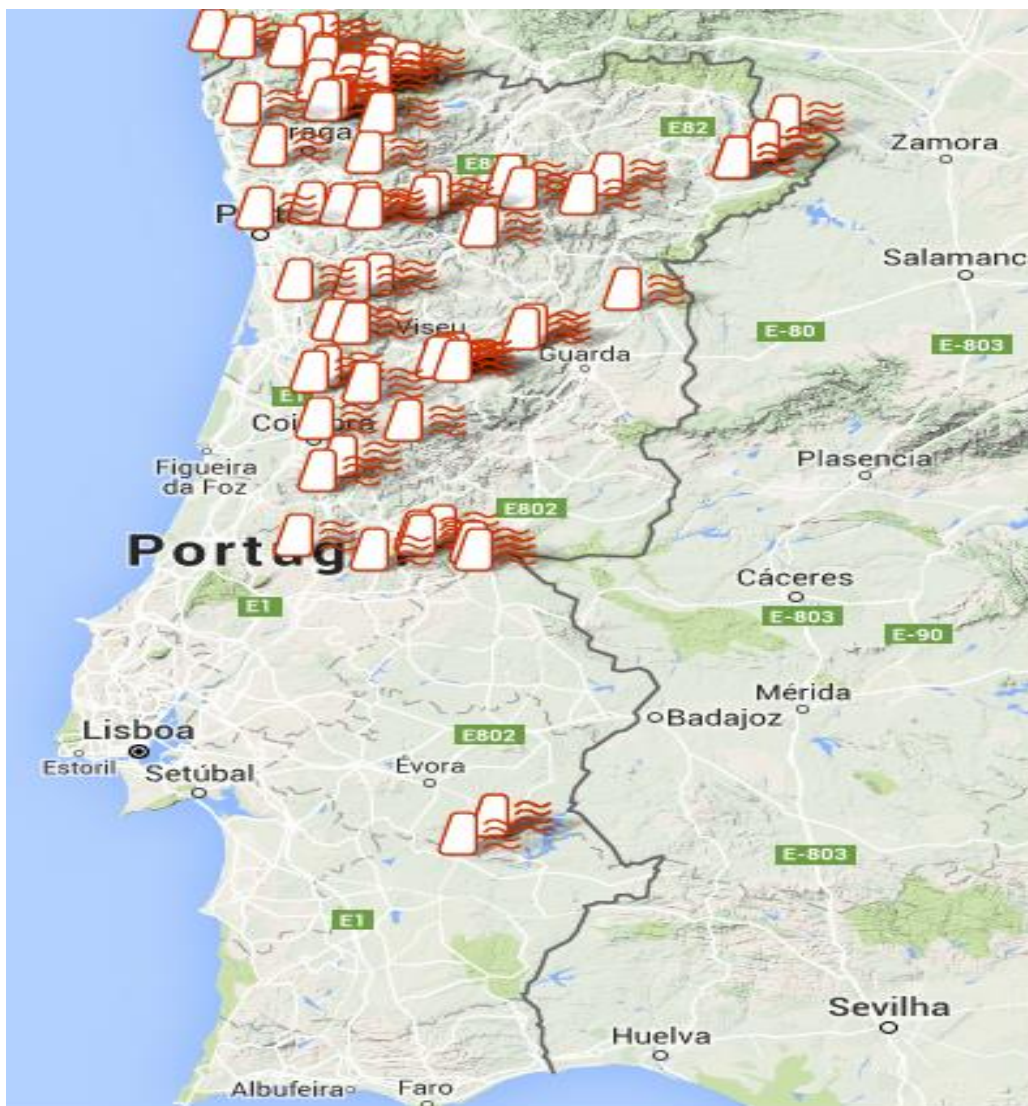 E82
Zamora
Salamanc
Viseu
E-80
E-803
Guarda
Figueira
da Foz
Plasencia
E802
Cáceres
E1
E-803
E-90
Mérida
Badajoz
Lisboa
E802
Estoril
Setúbal
Évora
E-803
E1
Sevilha
Huelva
Albufeira
Faro